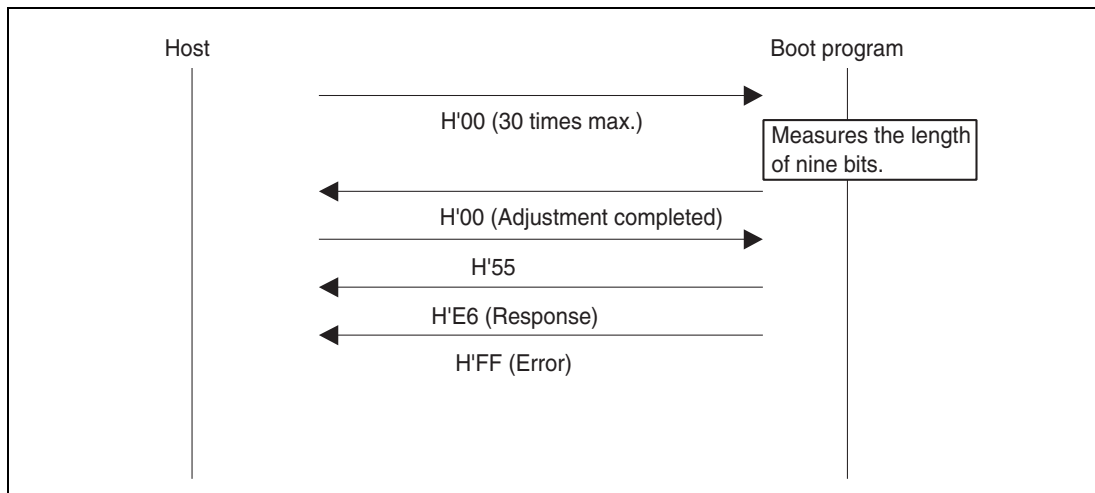 Host
Boot program
H'00 (30 times max.)
Measures the length
of nine bits.
H'00 (Adjustment completed)
H'55
H'E6 (Response)
H'FF (Error)